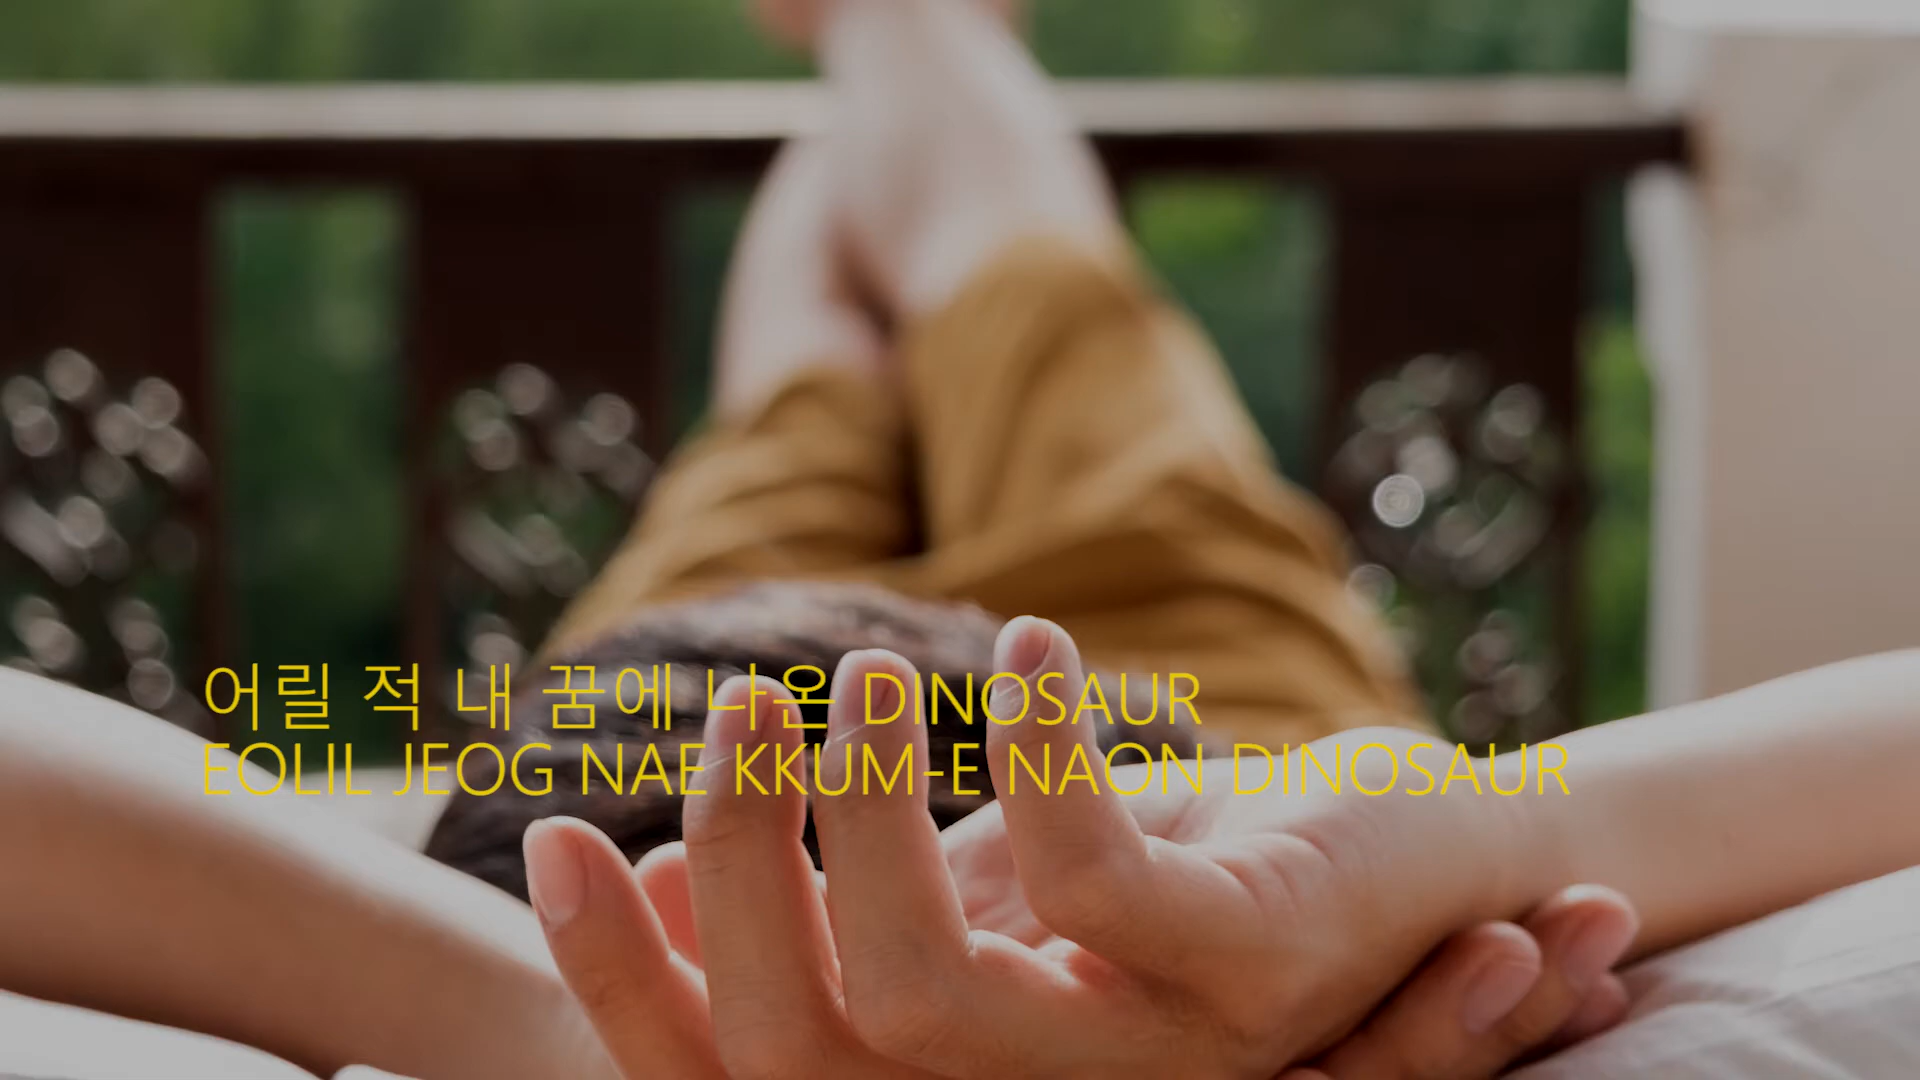 어릴 적 내 꿈에 나온 DINOSAUR
EOLIL JEOG NAE KKUM-E NAON DINOSAUR